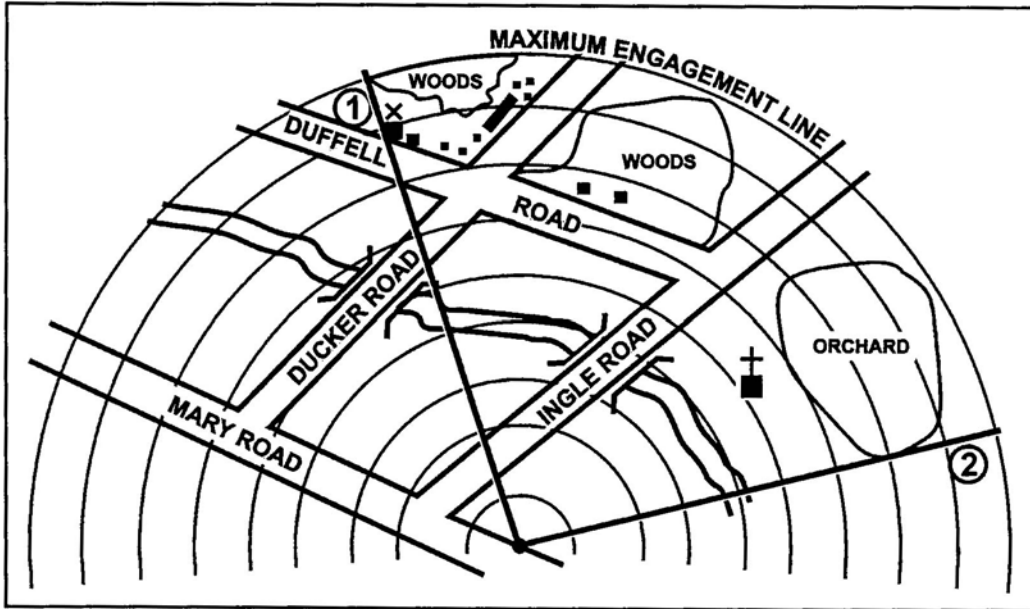 MAXIMUM ENGAGEMENT LINE
WOODS
1
DUFFELL
WOODS
ROAD
DUCKER ROAD
ORCHARD
INGLE ROAD
MARY ROAD
2